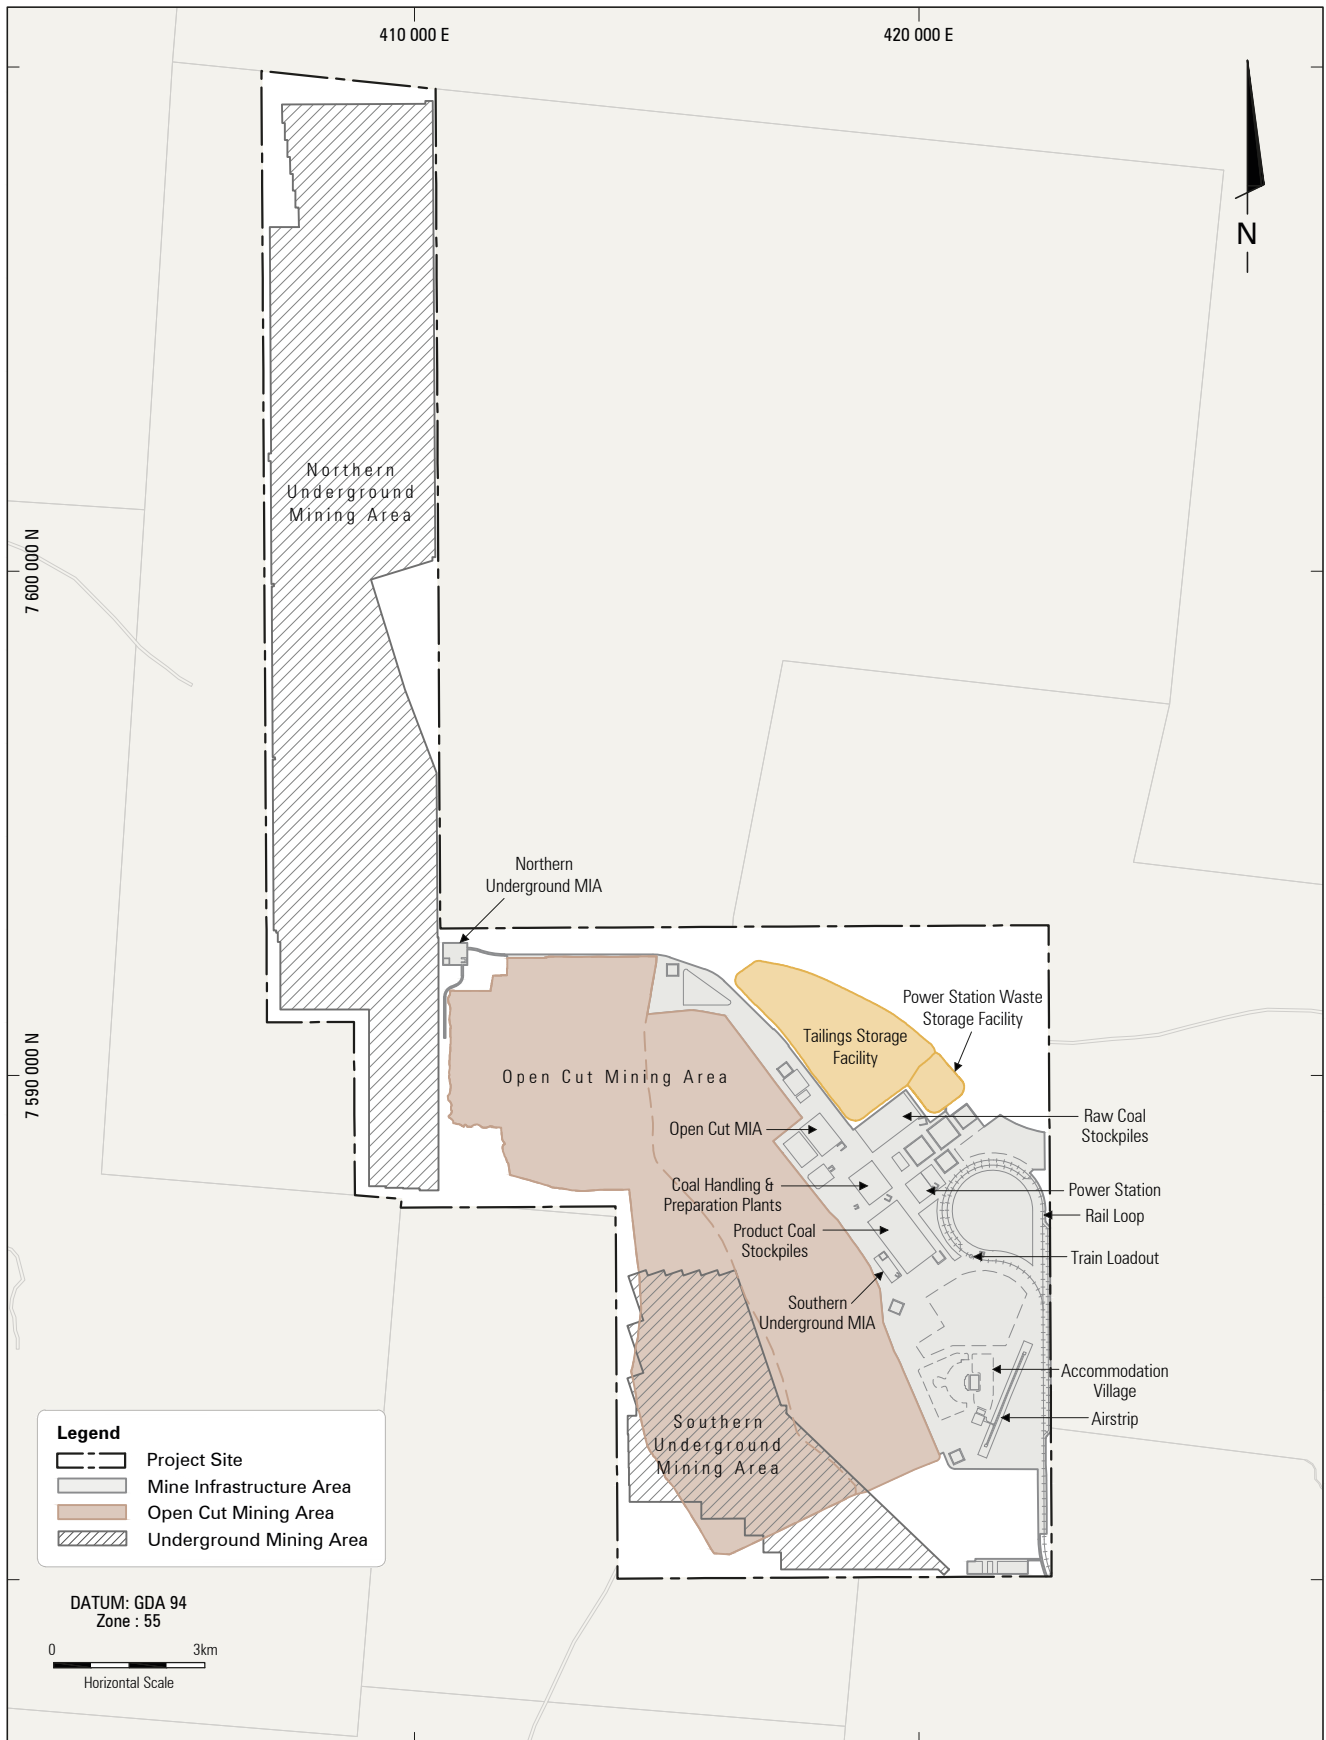 410 000 E
420 000 E
N
Northern
Underground
Mining Area
7 600 000 N
Northern
Underground MIA
Power Station Waste
Storage Facility
Tailings Storage
Facility
7 590 000 N
Open Cut Mining Area
Raw Coal
Stockpiles
Open Cut MIA
Coal Handling &
Preparation Plants
Power Station
Rail Loop
Product Coal
Stockpiles
Train Loadout
Southern
Underground MIA
Accommodation
Village
Airstrip
Southern
Underground
Mining Area
Legend
Project Site
Mine Infrastructure Area
Open Cut Mining Area
Underground Mining Area
DATUM: GDA 94
Zone : 55
0 3km
Horizontal Scale